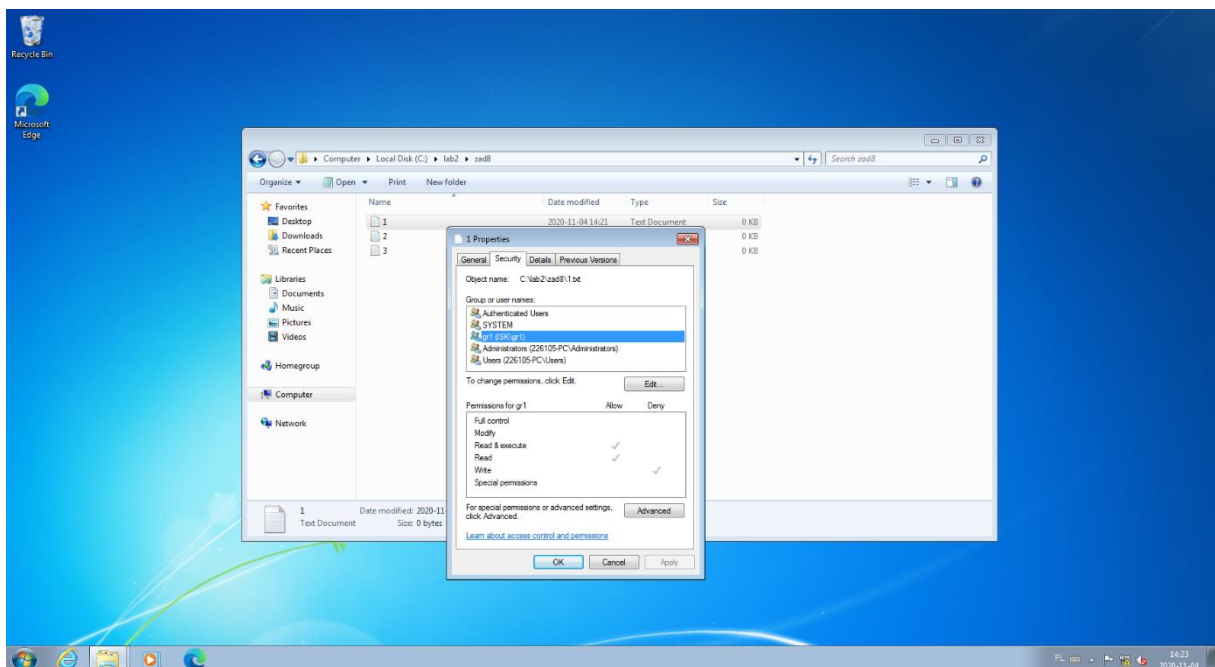 Recycle Bin
Microsoft
Edge
Computer Local Disk (C:) lab2 zad8
Search zad8
Organize Open Print New folder
Name Date modified Type Size
Favorites
Desktop
Downloads
Recent Places
Libraries
Documents
Music
Pictures
Videos
Homegroup
Computer
Network
1 2020-11-04 14:21 Text Document 0 KB
2 0 KB
3 0 KB
1 Properties
General Security Details Previous Versions
Object name: C:\lab2\zad8\1.txt
Group or user names:
Authenticated Users
SYSTEM
gr1 (ISK\gr1)
Administrators (226105-PC\Administrators)
Users (226105-PC\Users)
To change permissions, click Edit.
Edit...
Permissions for gr1 Allow Deny
Full control
Modify
Read & execute
Read
Write
Special permissions
For special permissions or advanced settings,
click Advanced.
Advanced
Learn about access control and permissions
OK Cancel Apply
1 Date modified: 2020-11
Text Document Size: 0 bytes
PL 14:23
2020-11-04